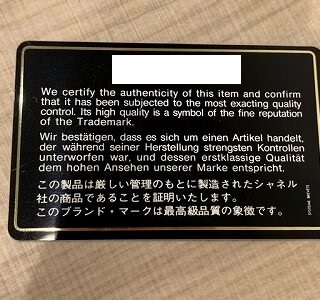 We certify the authenticity of this item and confirm
that it has been subjected to the most exacting quality
control. Its high quality is a symbol of the fine reputation
of the Trademark.
Wir bestätigen, dass es sich um einen Artikel handelt,
der während seiner Herstellung strengsten Kontrollen
unterworfen war, und dessen erstklassige Qualität
dem hohen Ansehen unserer Marke entspricht.
この製品は厳しい管理のもとに製造されたシャネル
社の商品であることを証明いたします。
このブランド・マークは最高級品質の象徴です。